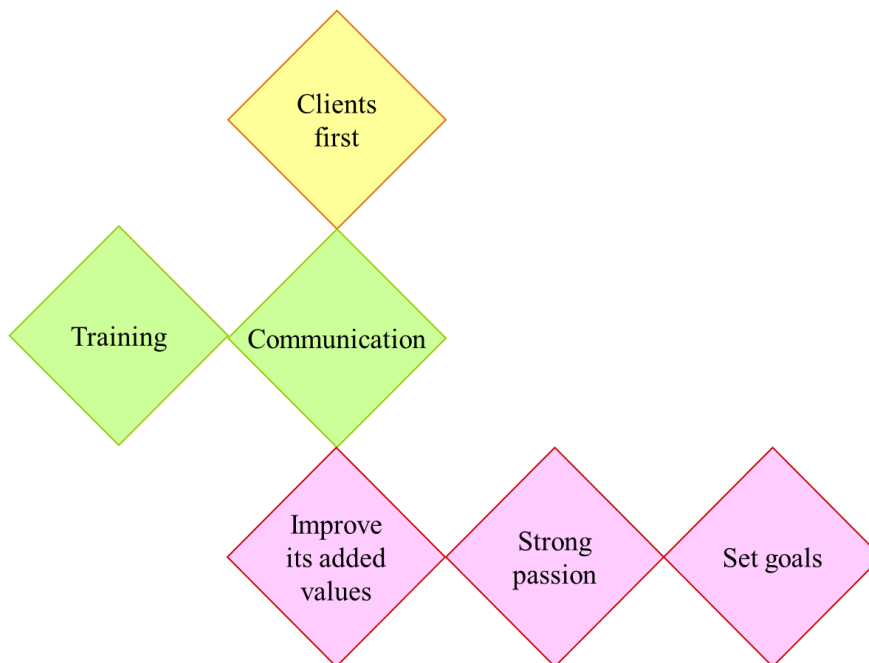 Clients
first
Training
Communication
Improve
its added
values
Strong
passion
Set goals